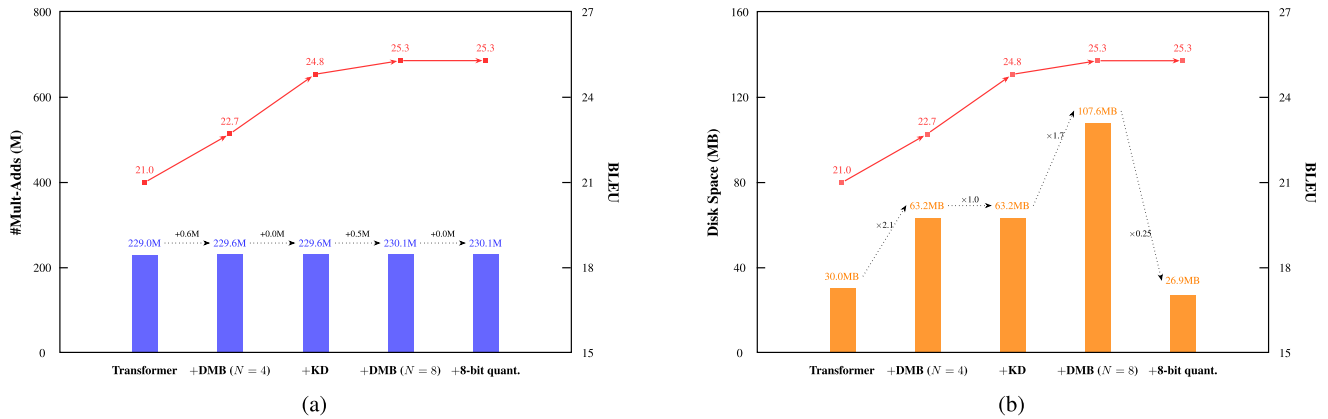 800
600
400
200
0
#Mult-Adds (M)
27
24
21
18
15
BLEU
21.0
22.7
24.8
25.3
25.3
+0.6M
+0.0M
+0.5M
+0.0M
229.0M
229.6M
229.6M
230.1M
230.1M
Transformer
+DMB (N = 4)
+KD
+DMB (N = 8)
+8-bit quant.
(a)
160
120
80
40
0
Disk Space (MB)
27
24
21
18
15
BLEU
21.0
22.7
24.8
25.3
25.3
×2.1
×1.0
×1.7
×0.25
30.0MB
63.2MB
63.2MB
107.6MB
26.9MB
Transformer
+DMB (N = 4)
+KD
+DMB (N = 8)
+8-bit quant.
(b)